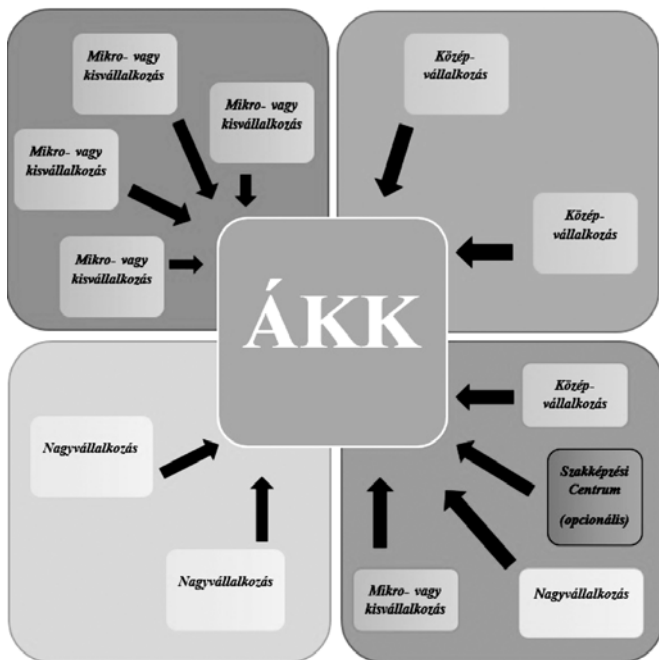 Mikro- vagy
kisvállalkozás
Mikro- vagy
kisvállalkozás
Mikro- vagy
kisvállalkozás
Mikro- vagy
kisvállalkozás
Közép-
vállalkozás
Közép-
vállalkozás
ÁKK
Nagyvállalkozás
Nagyvállalkozás
Közép-
vállalkozás
Szakképzési
Centrum
(opcionális)
Mikro- vagy
kisvállalkozás
Nagyvállalkozás